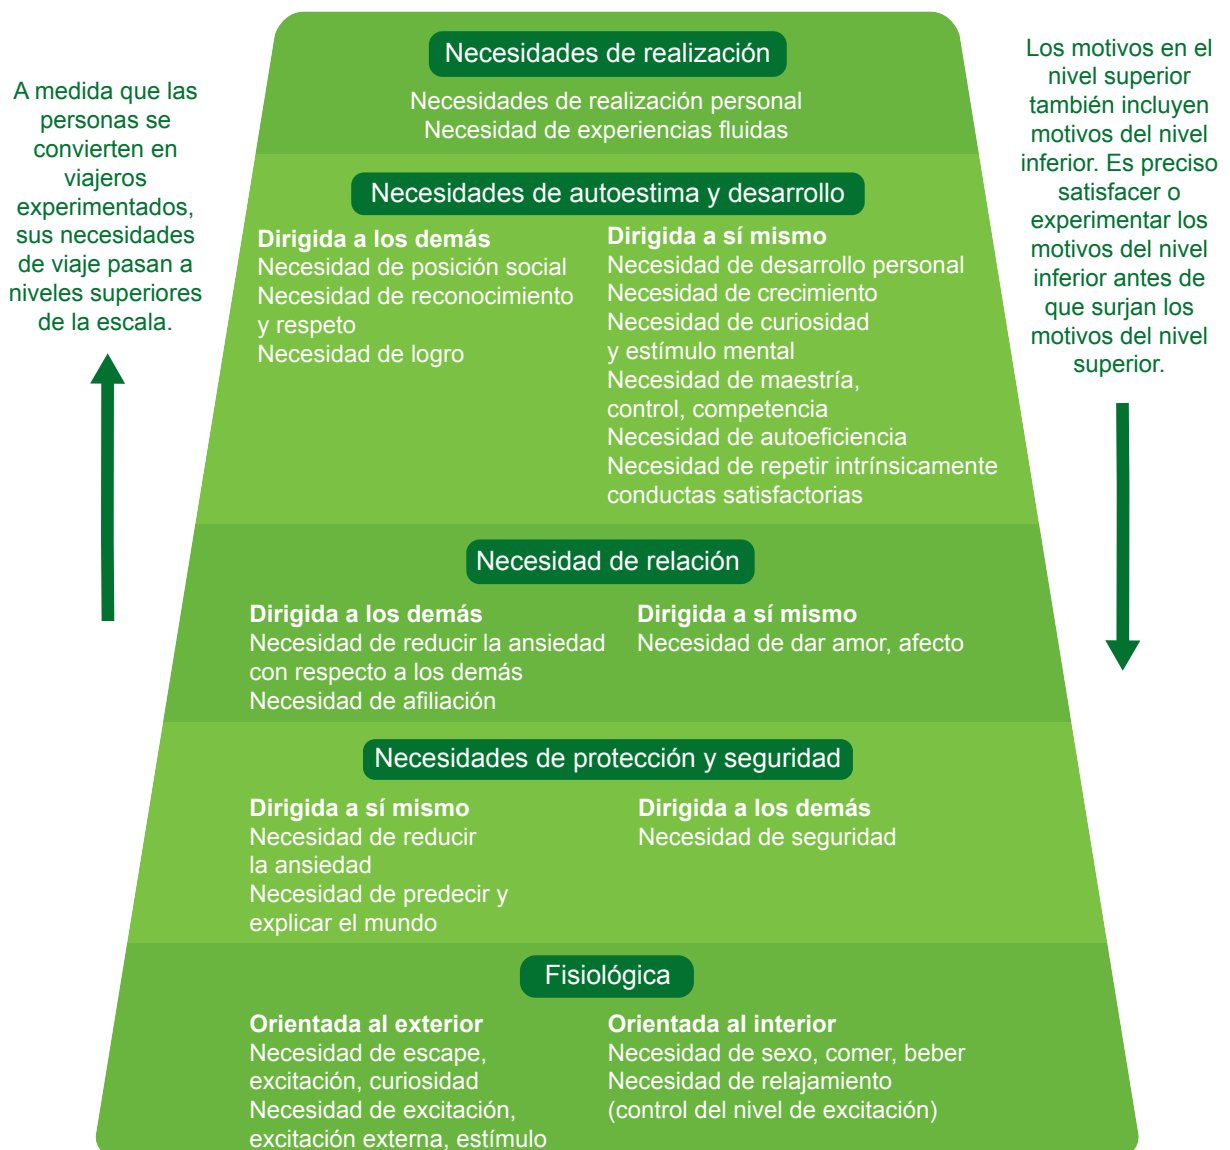 A medida que las
personas se
convierten en
viajeros
experimentados,
sus necesidades
de viaje pasan a
niveles superiores
de la escala.
Necesidades de realización
Necesidades de realización personal
Necesidad de experiencias fluidas
Necesidades de autoestima y desarrollo
Dirigida a los demás
Necesidad de posición social
Necesidad de reconocimiento
y respeto
Necesidad de logro
Dirigida a sí mismo
Necesidad de desarrollo personal
Necesidad de crecimiento
Necesidad de curiosidad
y estímulo mental
Necesidad de maestría,
control, competencia
Necesidad de autoeficiencia
Necesidad de repetir intrínsicamente
conductas satisfactorias
Necesidad de relación
Dirigida a los demás
Necesidad de reducir la ansiedad
con respecto a los demás
Necesidad de afiliación
Dirigida a sí mismo
Necesidad de dar amor, afecto
Necesidades de protección y seguridad
Dirigida a sí mismo
Necesidad de reducir
la ansiedad
Necesidad de predecir y
explicar el mundo
Dirigida a los demás
Necesidad de seguridad
Fisiológica
Orientada al exterior
Necesidad de escape,
excitación, curiosidad
Necesidad de excitación,
excitación externa, estímulo
Orientada al interior
Necesidad de sexo, comer, beber
Necesidad de relajamiento
(control del nivel de excitación)
Los motivos en el
nivel superior
también incluyen
motivos del nivel
inferior. Es preciso
satisfacer o
experimentar los
motivos del nivel
inferior antes de
que surjan los
motivos del nivel
superior.